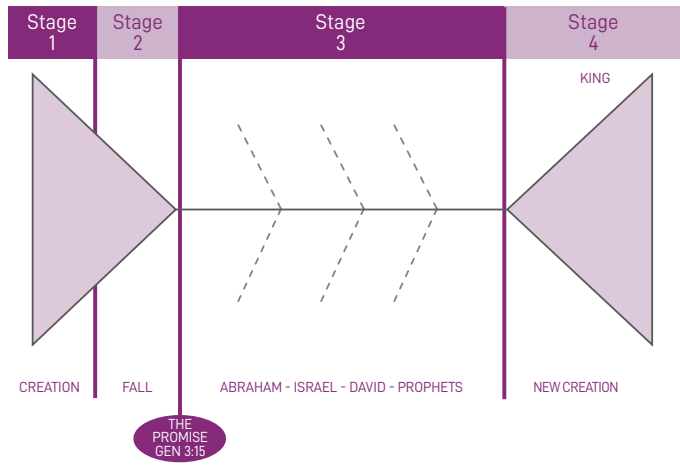 Stage
1
Stage
2
Stage
3
Stage
4
KING
CREATION
FALL
ABRAHAM - ISRAEL - DAVID - PROPHETS
NEW CREATION
THE
PROMISE
GEN 3:15